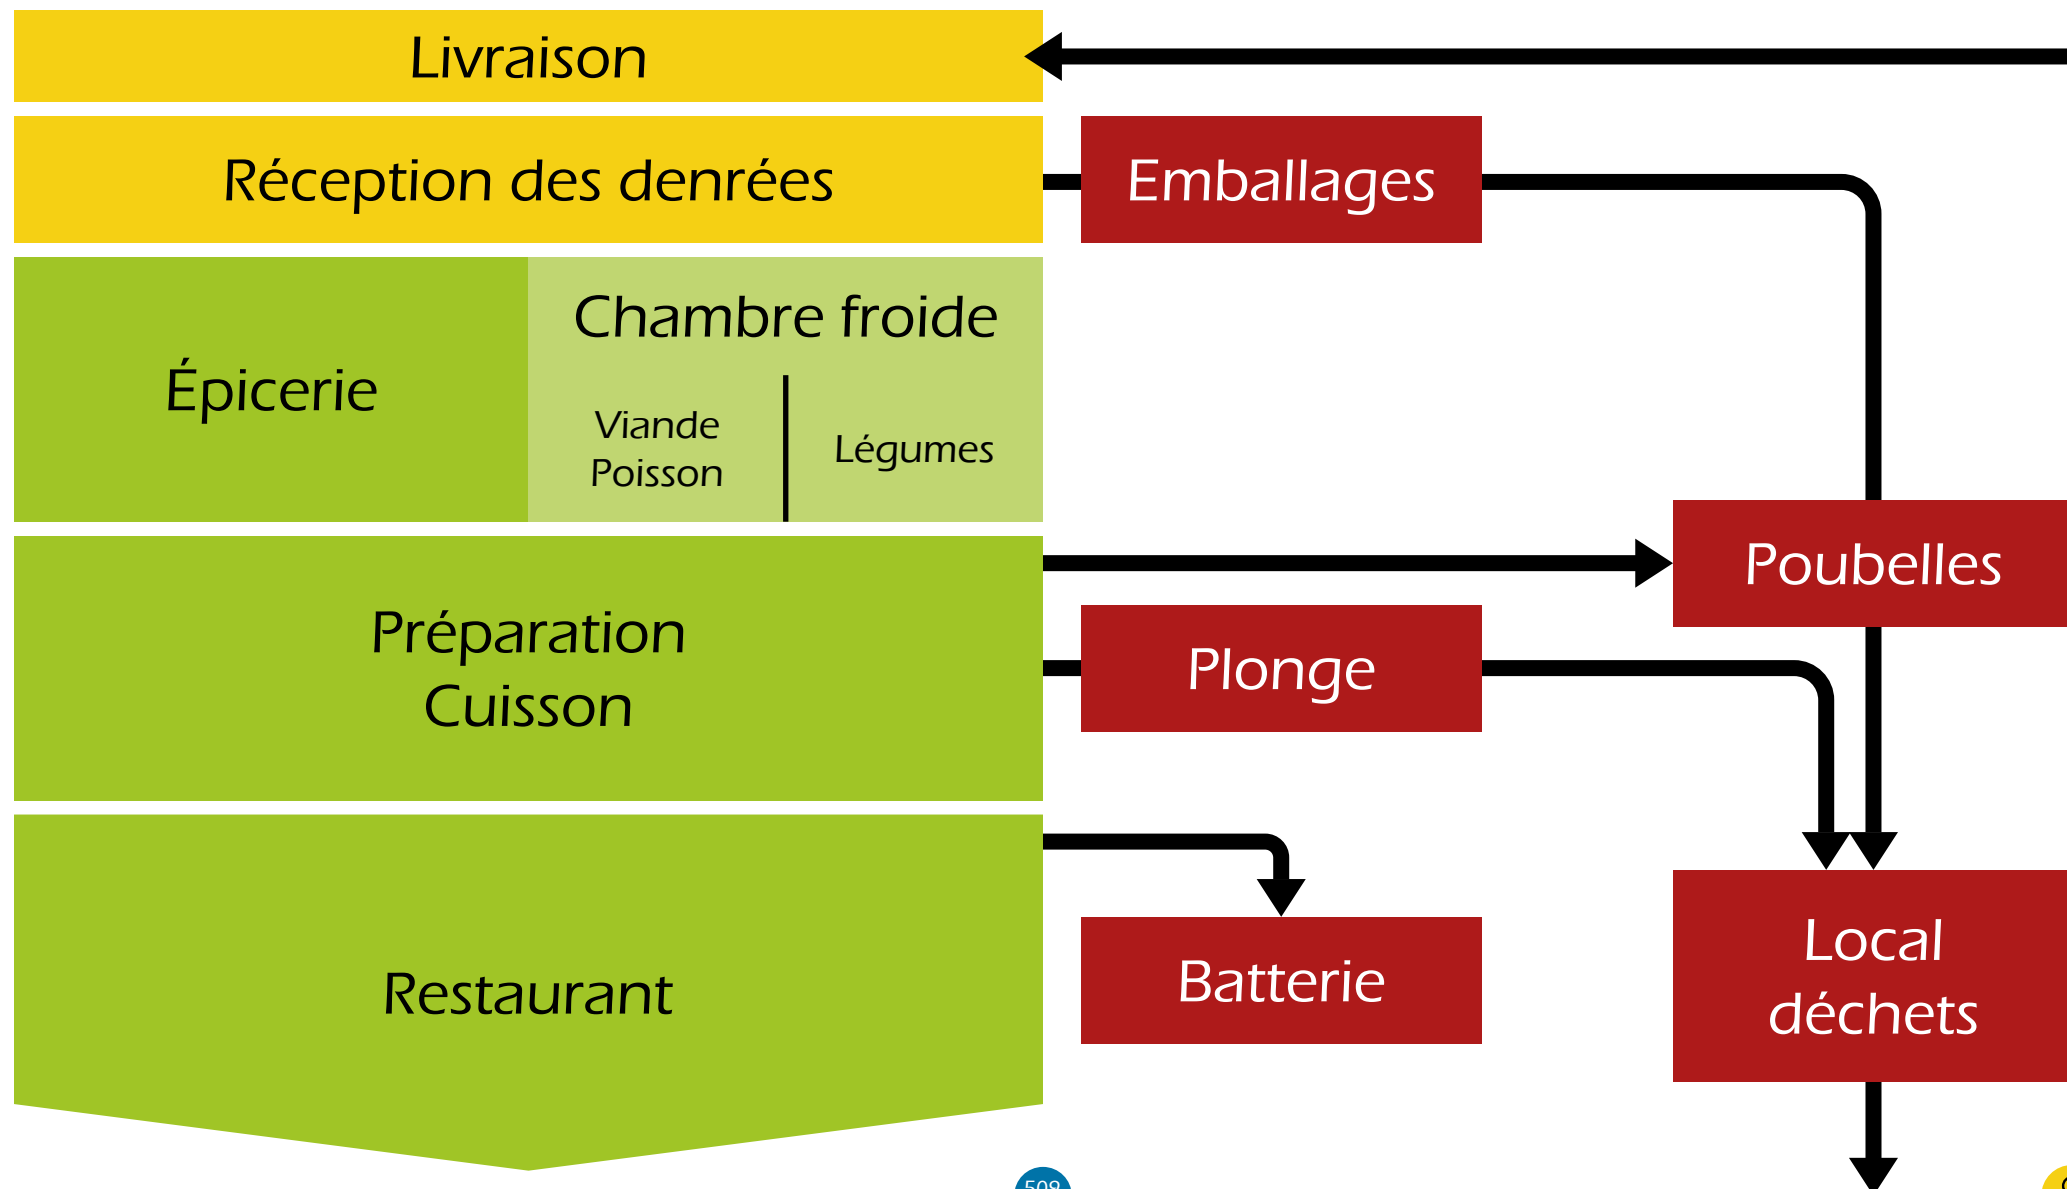 Livraison
Réception des denrées
Emballages
Épicerie
Chambre froide
Viande
Poisson
Légumes
Poubelles
Préparation
Cuisson
Plonge
Restaurant
Batterie
Local
déchets